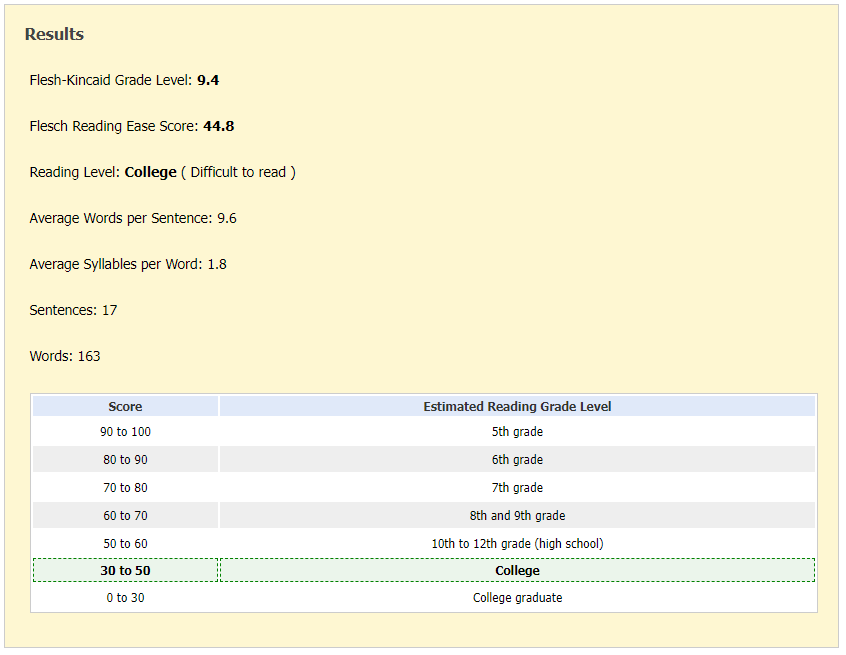 Results
Flesh-Kincaid Grade Level: 9.4
Flesch Reading Ease Score: 44.8
Reading Level: College ( Difficult to read )
Average Words per Sentence: 9.6
Average Syllables per Word: 1.8
Sentences: 17
Words: 163
Score Estimated Reading Grade Level
90 to 100 5th grade
80 to 90 6th grade
70 to 80 7th grade
60 to 70 8th and 9th grade
50 to 60 10th to 12th grade (high school)
30 to 50 College
0 to 30 College graduate